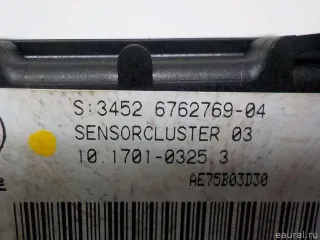 S:3452 6762769-04
SENSORCLUSTER 03
10.1701-0325.3
AE75B03D30
eaural.ru